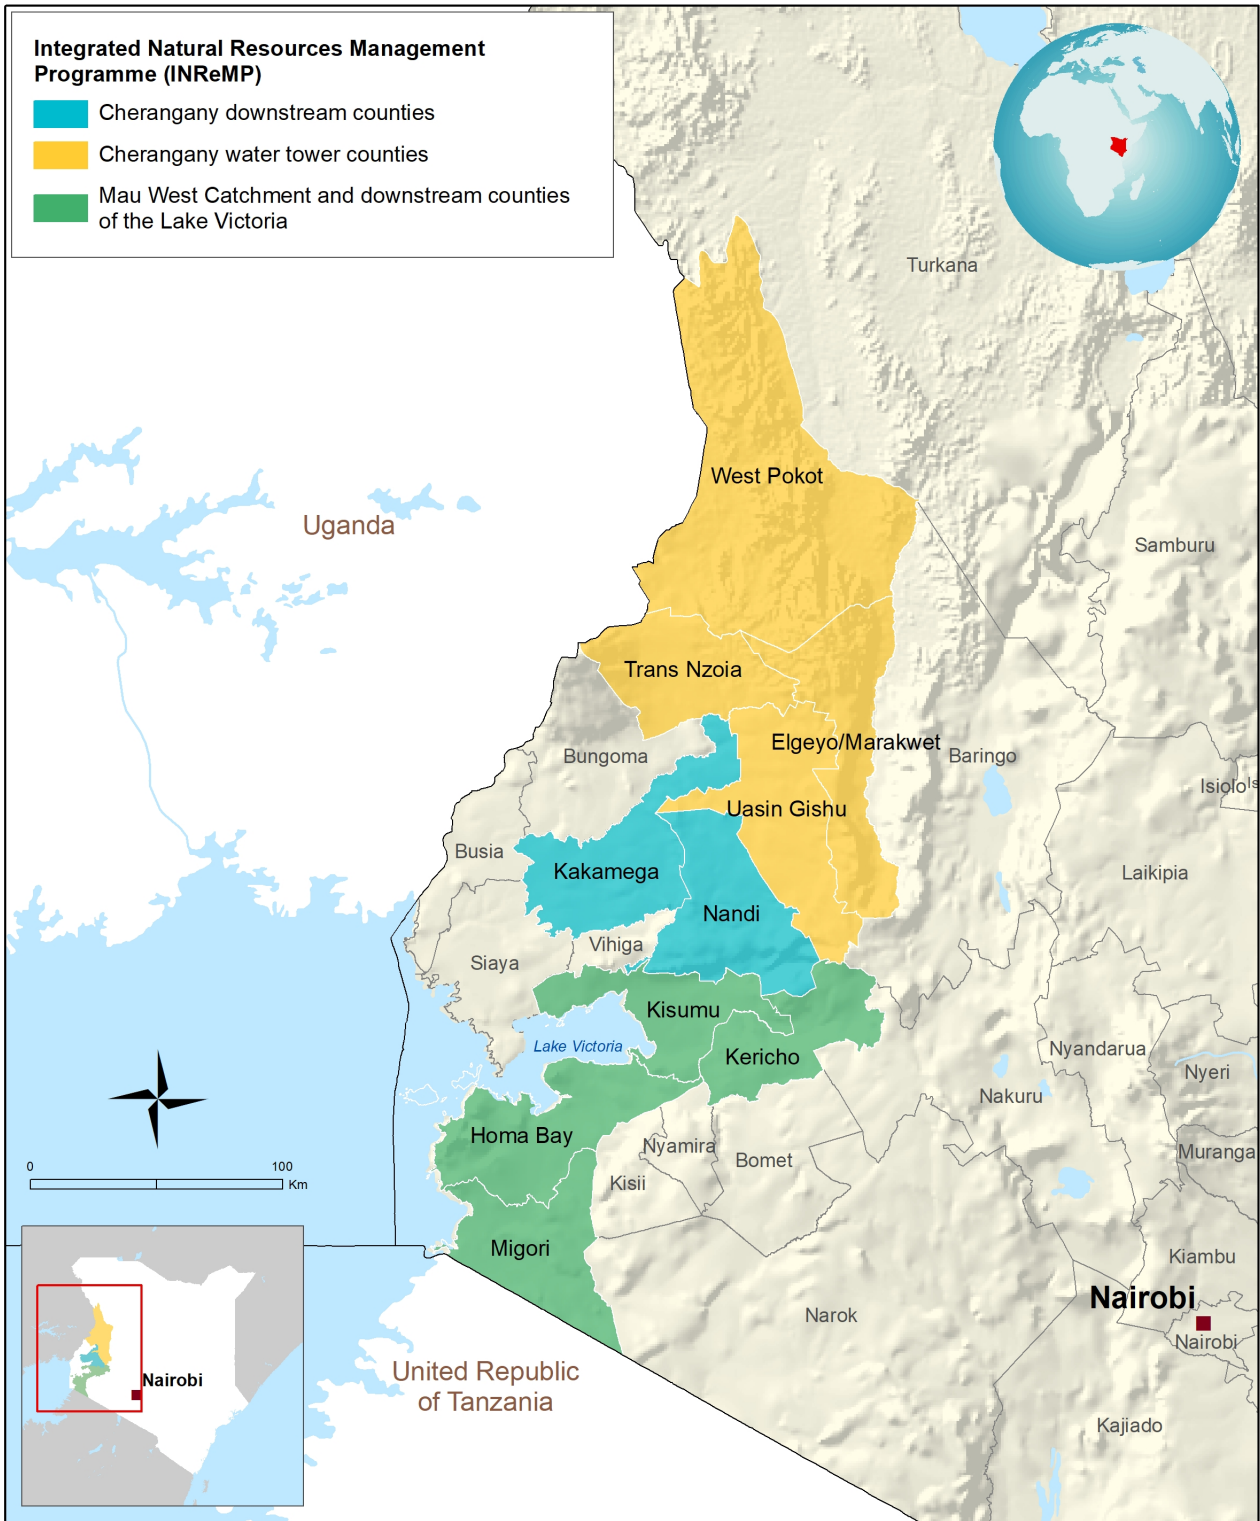 Integrated Natural Resources Management
Programme (INReMP)
Cherangany downstream counties
Cherangany water tower counties
Mau West Catchment and downstream counties
of the Lake Victoria
Turkana
West Pokot
Uganda
Samburu
Trans Nzoia
Elgeyo/Marakwet
Bungoma
Baringo
Isiolo
Is
Uasin Gishu
Busia
Kakamega
Laikipia
Nandi
Vihiga
Siaya
Kisumu
Lake Victoria
Kericho
Nyandarua
Nyeri
Nakuru
Homa Bay
Nyamira
Muranga
Bomet
Kisii
0 100
Km
Migori
Kiambu
Nairobi
Narok
Nairobi
United Republic
of Tanzania
Nairobi
Kajiado